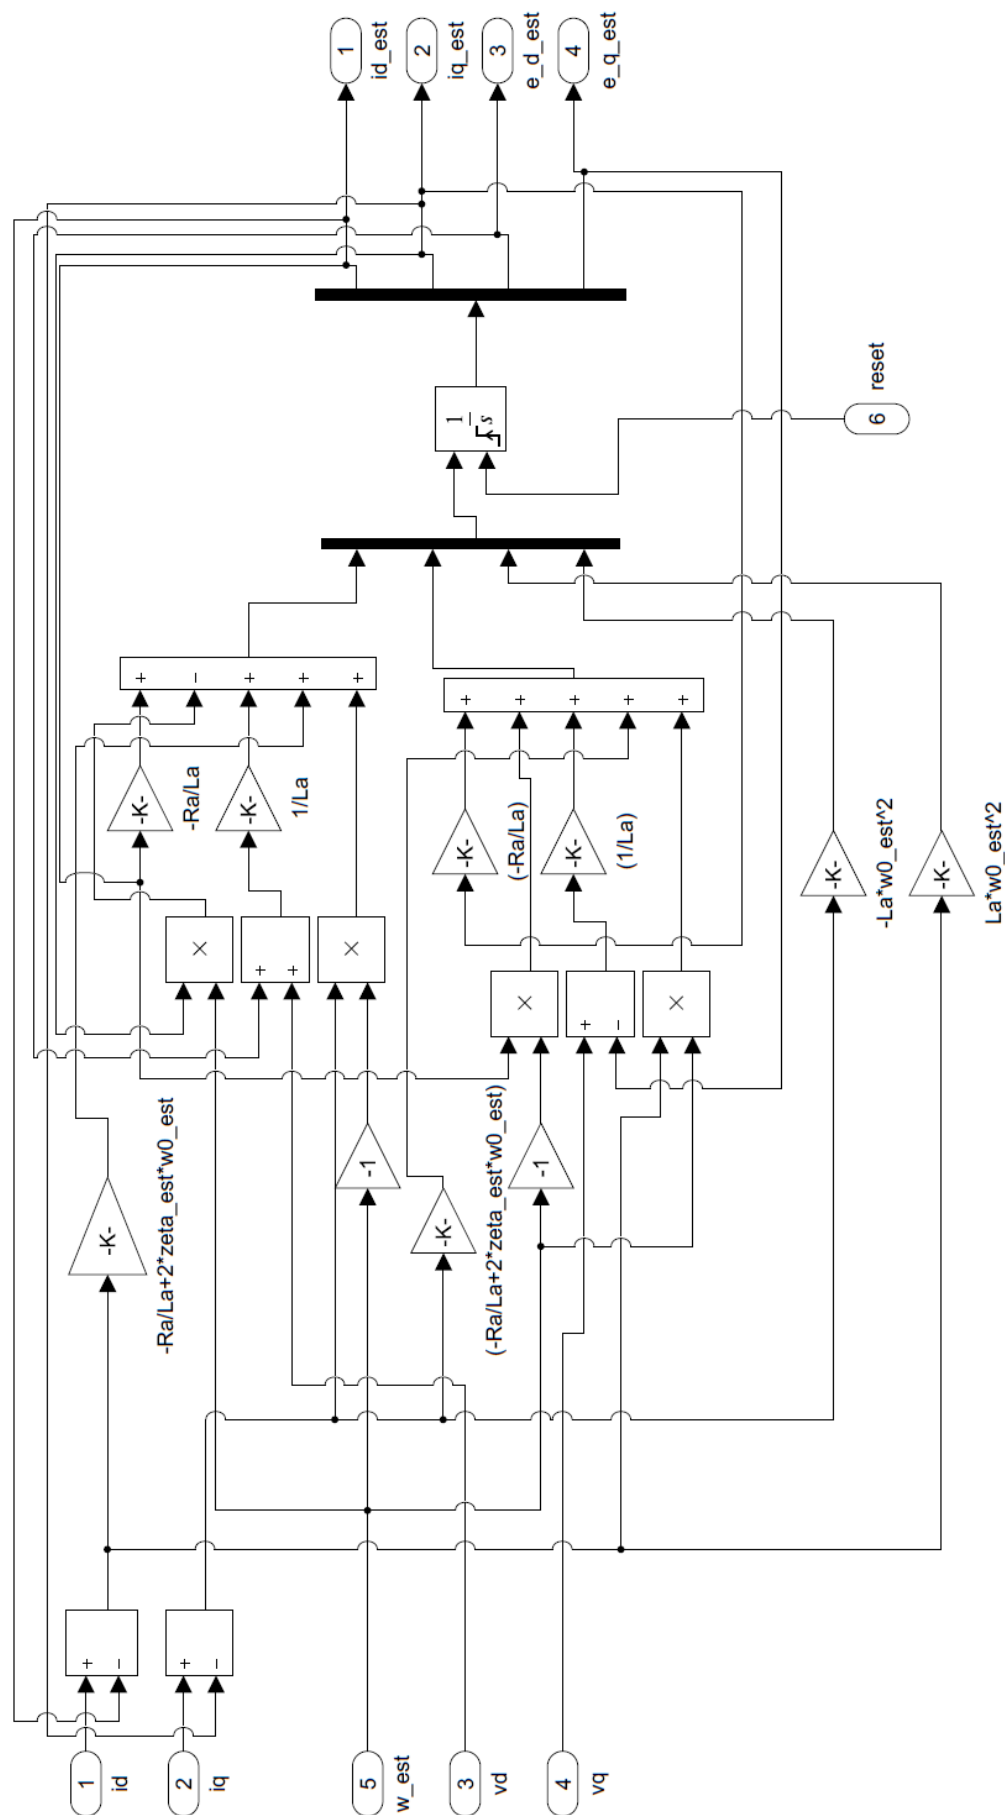 1
id
2
iq
5
w_est
3
vd
4
vq
+
−
+
−
-K-
-Ra/La+2*zeta_est*w0_est
-1
-K-
(-Ra/La+2*zeta_est*w0_est)
-1
×
+
+
×
×
+
−
×
-K-
-Ra/La
-K-
1/La
-K-
(-Ra/La)
-K-
(1/La)
-K-
-La*w0_est^2
-K-
La*w0_est^2
+
−
+
+
+
+
+
+
+
+
1
s
6
reset
1
id_est
2
iq_est
3
e_d_est
4
e_q_est